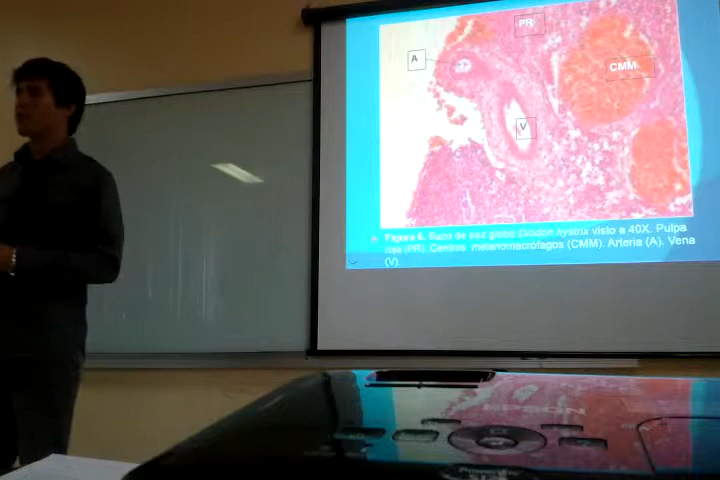 PR
A
CMM
V
Figura 6. Bazo de pez globo Diodon hystrix visto a 40X. Pulpa
roja (PR). Centros melanomacrofagos (CMM). Arteria (A). Vena
(V).
EPSON